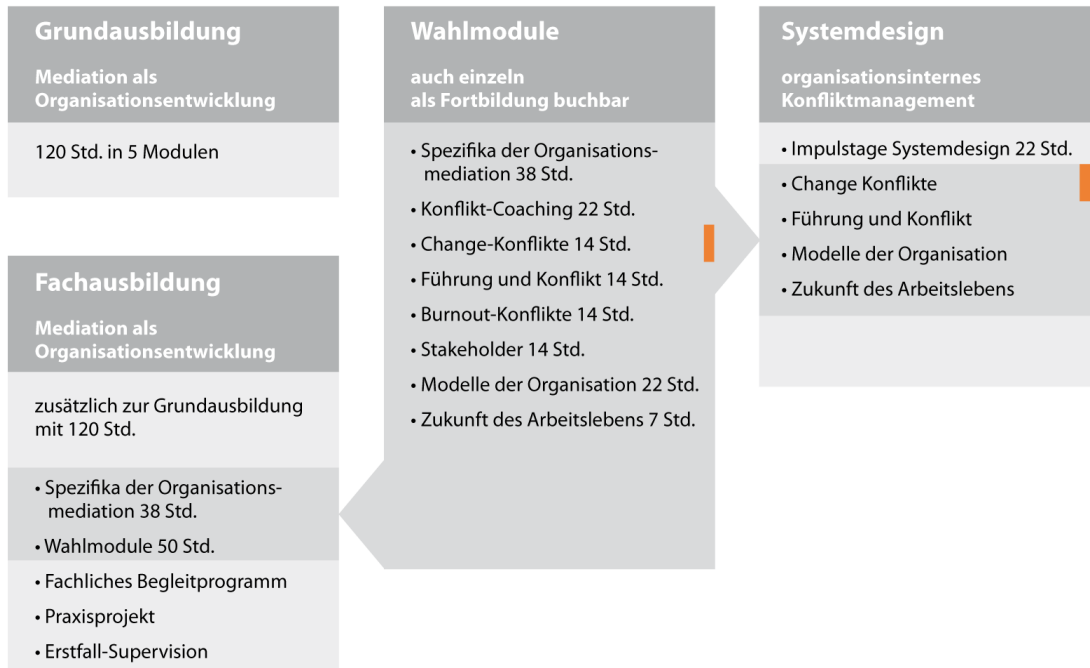 Grundausbildung
Mediation als
Organisationsentwicklung
120 Std. in 5 Modulen
Fachausbildung
Mediation als
Organisationsentwicklung
zusätzlich zur Grundausbildung
mit 120 Std.
• Spezifika der Organisations-
mediation 38 Std.
• Wahlmodule 50 Std.
• Fachliches Begleitprogramm
• Praxisprojekt
• Erstfall-Supervision
Wahlmodule
auch einzeln
als Fortbildung buchbar
• Spezifika der Organisations-
mediation 38 Std.
• Konflikt-Coaching 22 Std.
• Change-Konflikte 14 Std.
• Führung und Konflikt 14 Std.
• Burnout-Konflikte 14 Std.
• Stakeholder 14 Std.
• Modelle der Organisation 22 Std.
• Zukunft des Arbeitslebens 7 Std.
Systemdesign
organisationsinternes
Konfliktmanagement
• Impulstage Systemdesign 22 Std.
• Change Konflikte
• Führung und Konflikt
• Modelle der Organisation
• Zukunft des Arbeitslebens